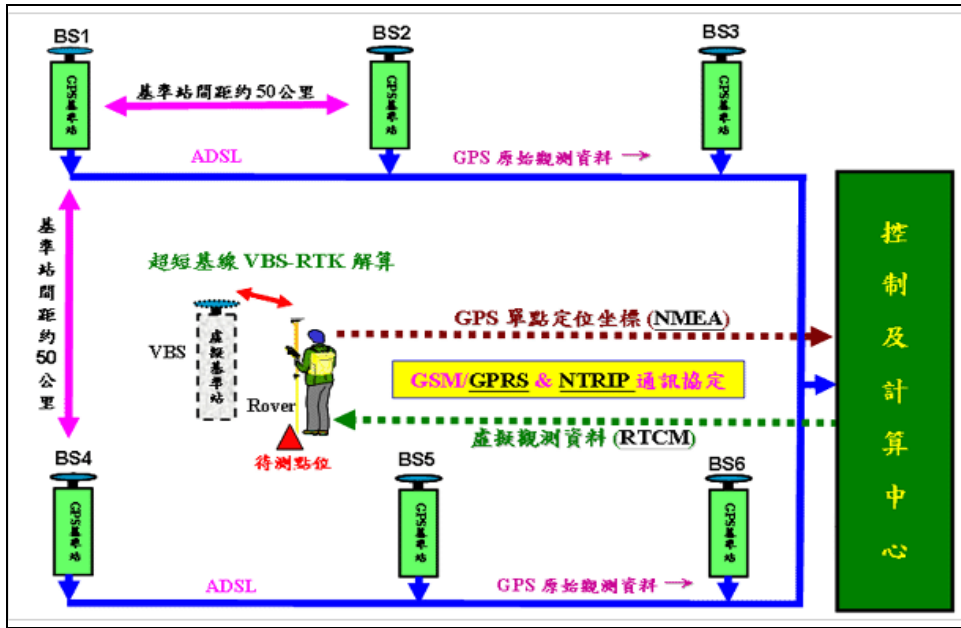 BS1
BS2
BS3
GPS基準站
GPS基準站
GPS基準站
基準站間距約50公里
ADSL
GPS 原始觀測資料 →
基準站間距約50公里
超短基線 VBS-RTK 解算
VBS
虛擬基準站
Rover
待測點位
GPS 單點定位坐標 (NMEA)
GSM/GPRS & NTRIP 通訊協定
虛擬觀測資料 (RTCM)
控制及計算中心
BS4
BS5
BS6
GPS基準站
GPS基準站
GPS基準站
ADSL
GPS 原始觀測資料 →